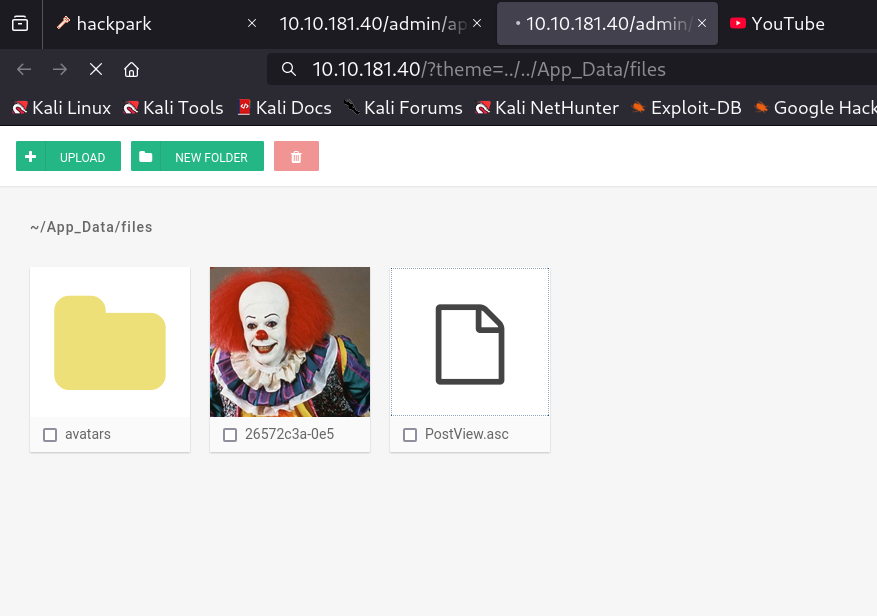 hackpark
10.10.181.40/admin/ap
10.10.181.40/admin/
YouTube
10.10.181.40/?theme=../../App_Data/files
Kali Linux Kali Tools Kali Docs Kali Forums Kali NetHunter Exploit-DB Google Hack
UPLOAD NEW FOLDER
~/App_Data/files
avatars 26572c3a-0e5 PostView.asc